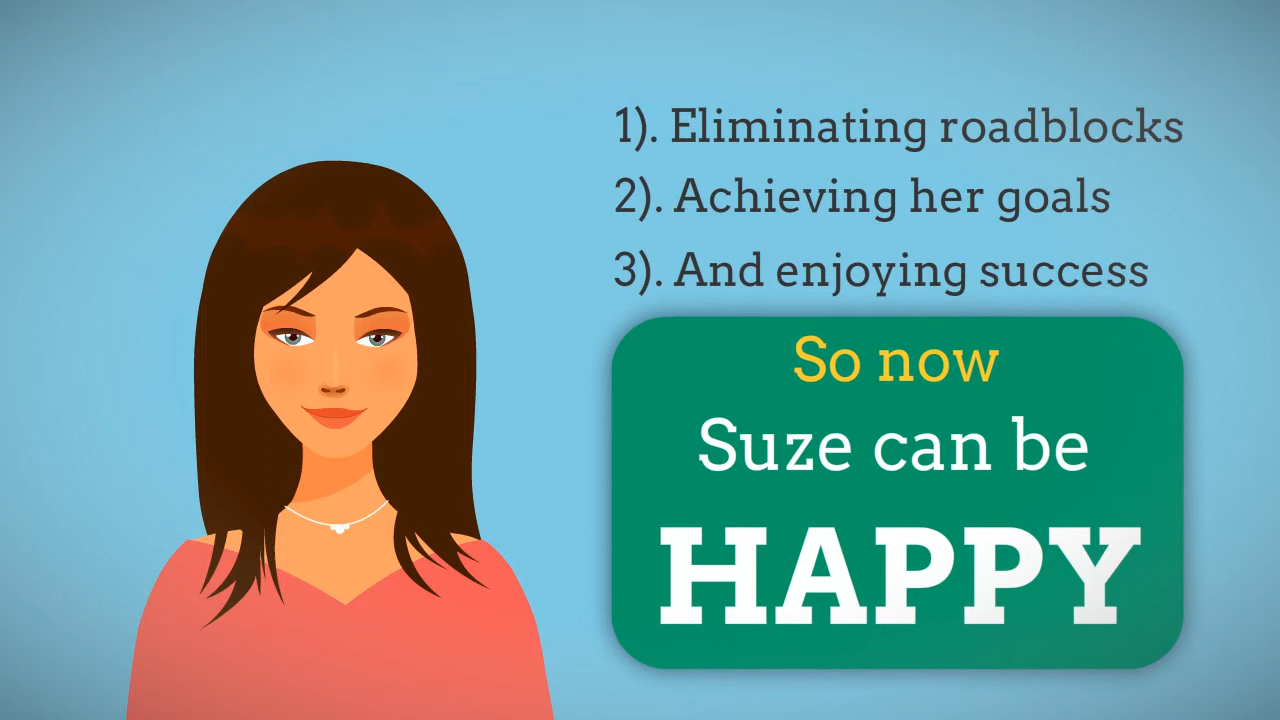 1). Eliminating roadblocks
2). Achieving her goals
3). And enjoying success
So now
Suze can be
HAPPY